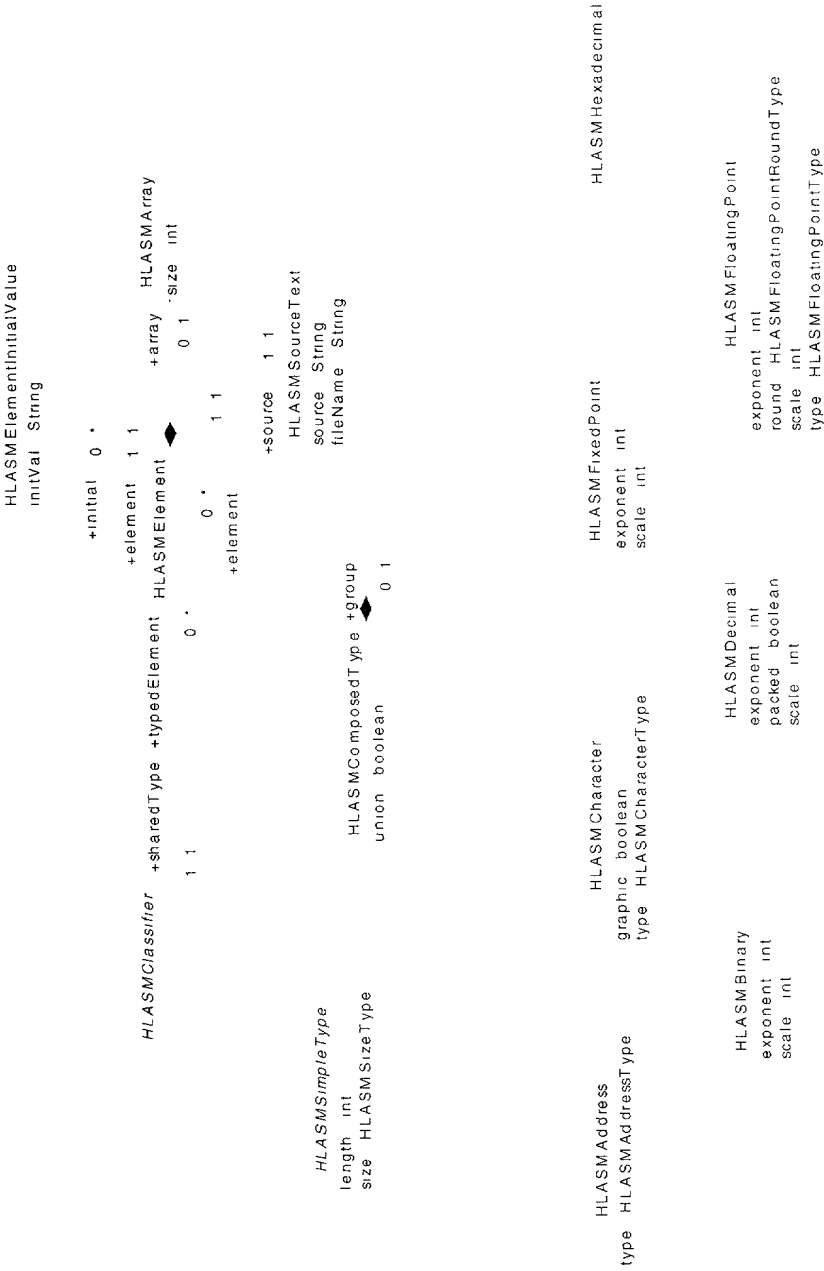 HLASMElementInitialValue
initVal String
+initial 0 *
+element 1 1
HLASMClassifier
+sharedType
1 1
+typedElement
0 *
HLASMElement
+array
0 1
HLASMArray
-size int
0 *
+element
1 1
+source 1 1
HLASMSourceText
source String
fileName String
HLASMSimpleType
length int
size HLASMSizeType
HLASMComposedType
union boolean
+group
0 1
HLASMAddress
type HLASMAddressType
HLASMCharacter
graphic boolean
type HLASMCharacterType
HLASMFixedPoint
exponent int
scale int
HLASMHexadecimal
HLASMBinary
exponent int
scale int
HLASMDecimal
exponent int
packed boolean
scale int
HLASMFloatingPoint
exponent int
round HLASMFloatingPointRoundType
scale int
type HLASMFloatingPointType